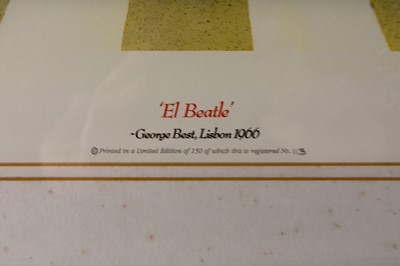 'El Beatle'
-George Best, Lisbon 1966
© Printed in a Limited Edition of 150 of which this is registered No.